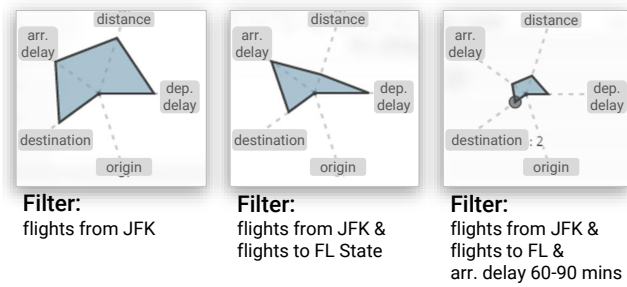 distance
arr.
delay
dep.
delay
destination
origin
distance
arr.
delay
dep.
delay
destination
origin
distance
arr.
delay
dep.
delay
destination : 2
origin
Filter:
flights from JFK
Filter:
flights from JFK &
flights to FL State
Filter:
flights from JFK &
flights to FL &
arr. delay 60-90 mins